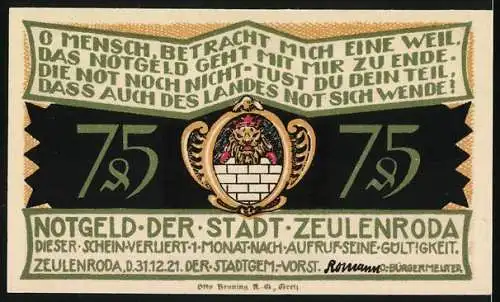 O MENSCH, BETRACHT MICH EINE WEIL.
DAS NOTGELD GEHT MIT MIR ZU ENDE-
DIE NOT NOCH NICHT-TUST DU DEIN TEIL,
DASS AUCH DES LANDES NOT SICH WENDE!
75 75
NOTGELD·DER·STADT·ZEULENRODA
DIESER·SCHEIN·VERLIERT·1·MONAT·NACH·AUFRUF·SEINE·GÜLTIGKEIT.
ZEULENRODA, D. 31.12.21. DER STADTGEM.-VORST. Romann O.-BÜRGERMEISTER
Otto Henning A.-G., Greiz